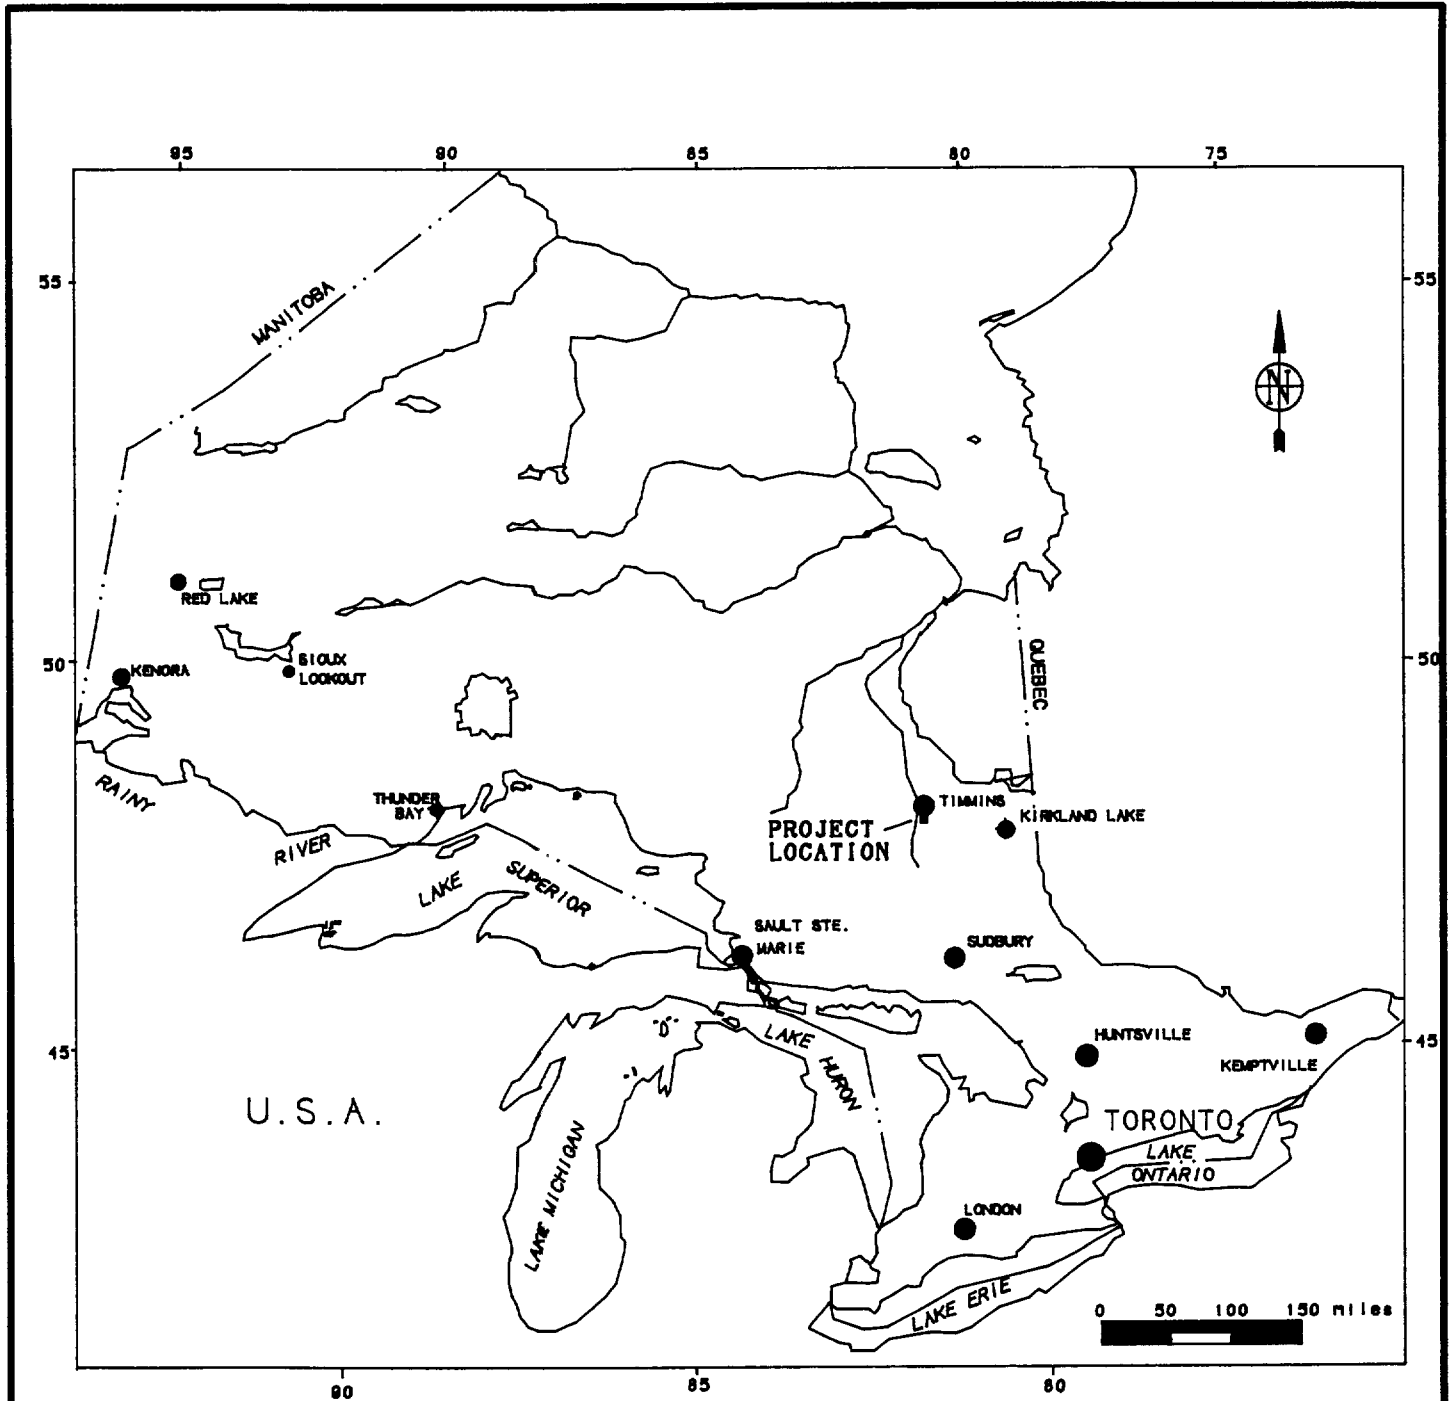 95 90 85 80 75
55 55
MANITOBA
N
RED LAKE
50 50
KENORA
SIOUX
LOOKOUT
QUEBEC
RAINY
RIVER
THUNDER
BAY
TIMMINS
KIRKLAND LAKE
PROJECT
LOCATION
LAKE
SUPERIOR
SAULT STE.
MARIE
SUDBURY
LAKE
HURON
HUNTSVILLE
KEMPTVILLE
45 45
U.S.A.
TORONTO
LAKE
ONTARIO
LAKE MICHIGAN
LONDON
LAKE ERIE
0 50 100 150 miles
90 85 80